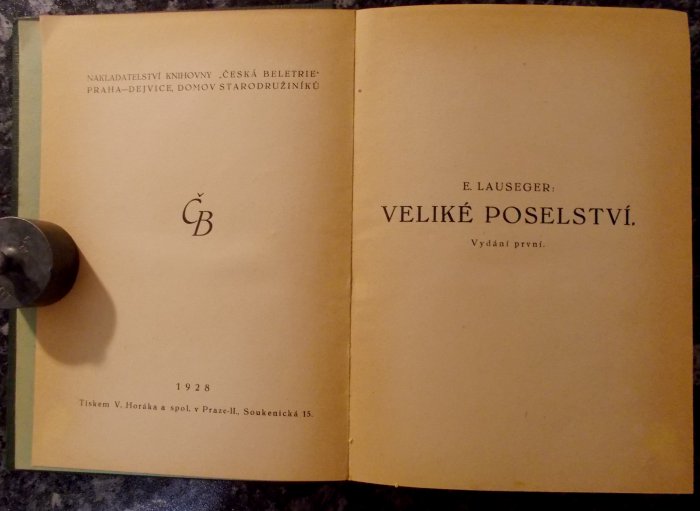 NAKLADATELSTVÍ KNIHOVNY „ČESKÁ BELETRIE“
PRAHA—DEJVICE, DOMOV STARODRUŽINÍKŮ
ČB
1928
Tiskem V. Horáka a spol. v Praze-II., Soukenická 15.
E. LAUSEGER:
VELIKÉ POSELSTVÍ.
Vydání první.